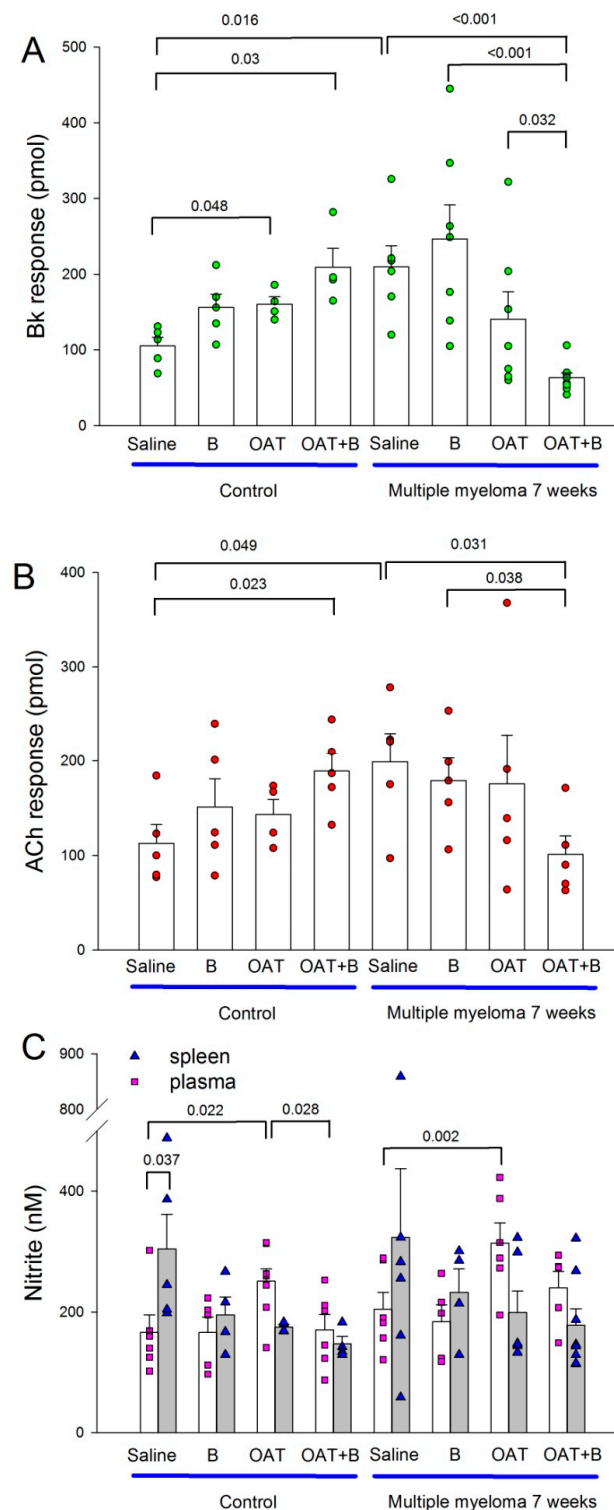 A
0.016
<0.001
0.03
<0.001
0.032
0.048
Bk response (pmol)
500
400
300
200
100
0
Saline B OAT OAT+B Saline B OAT OAT+B
Control Multiple myeloma 7 weeks
B
0.049
0.031
0.023
0.038
ACh response (pmol)
400
300
200
100
0
Saline B OAT OAT+B Saline B OAT OAT+B
Control Multiple myeloma 7 weeks
C
spleen
plasma
0.022
0.028
0.037
0.002
Nitrite (nM)
900
800
400
200
0
Saline B OAT OAT+B Saline B OAT OAT+B
Control Multiple myeloma 7 weeks